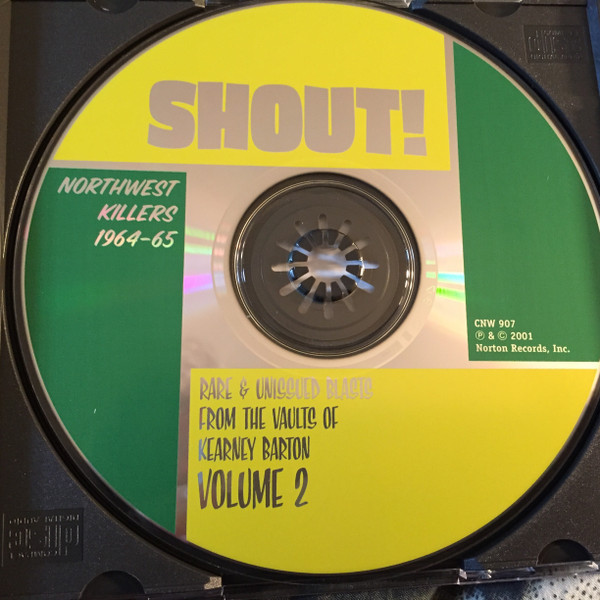 SHOUT!
NORTHWEST
KILLERS
1964-65
CNW 907
℗ & © 2001
Norton Records, Inc.
RARE & UNISSUED BLASTS
FROM THE VAULTS OF
KEARNEY BARTON
VOLUME 2